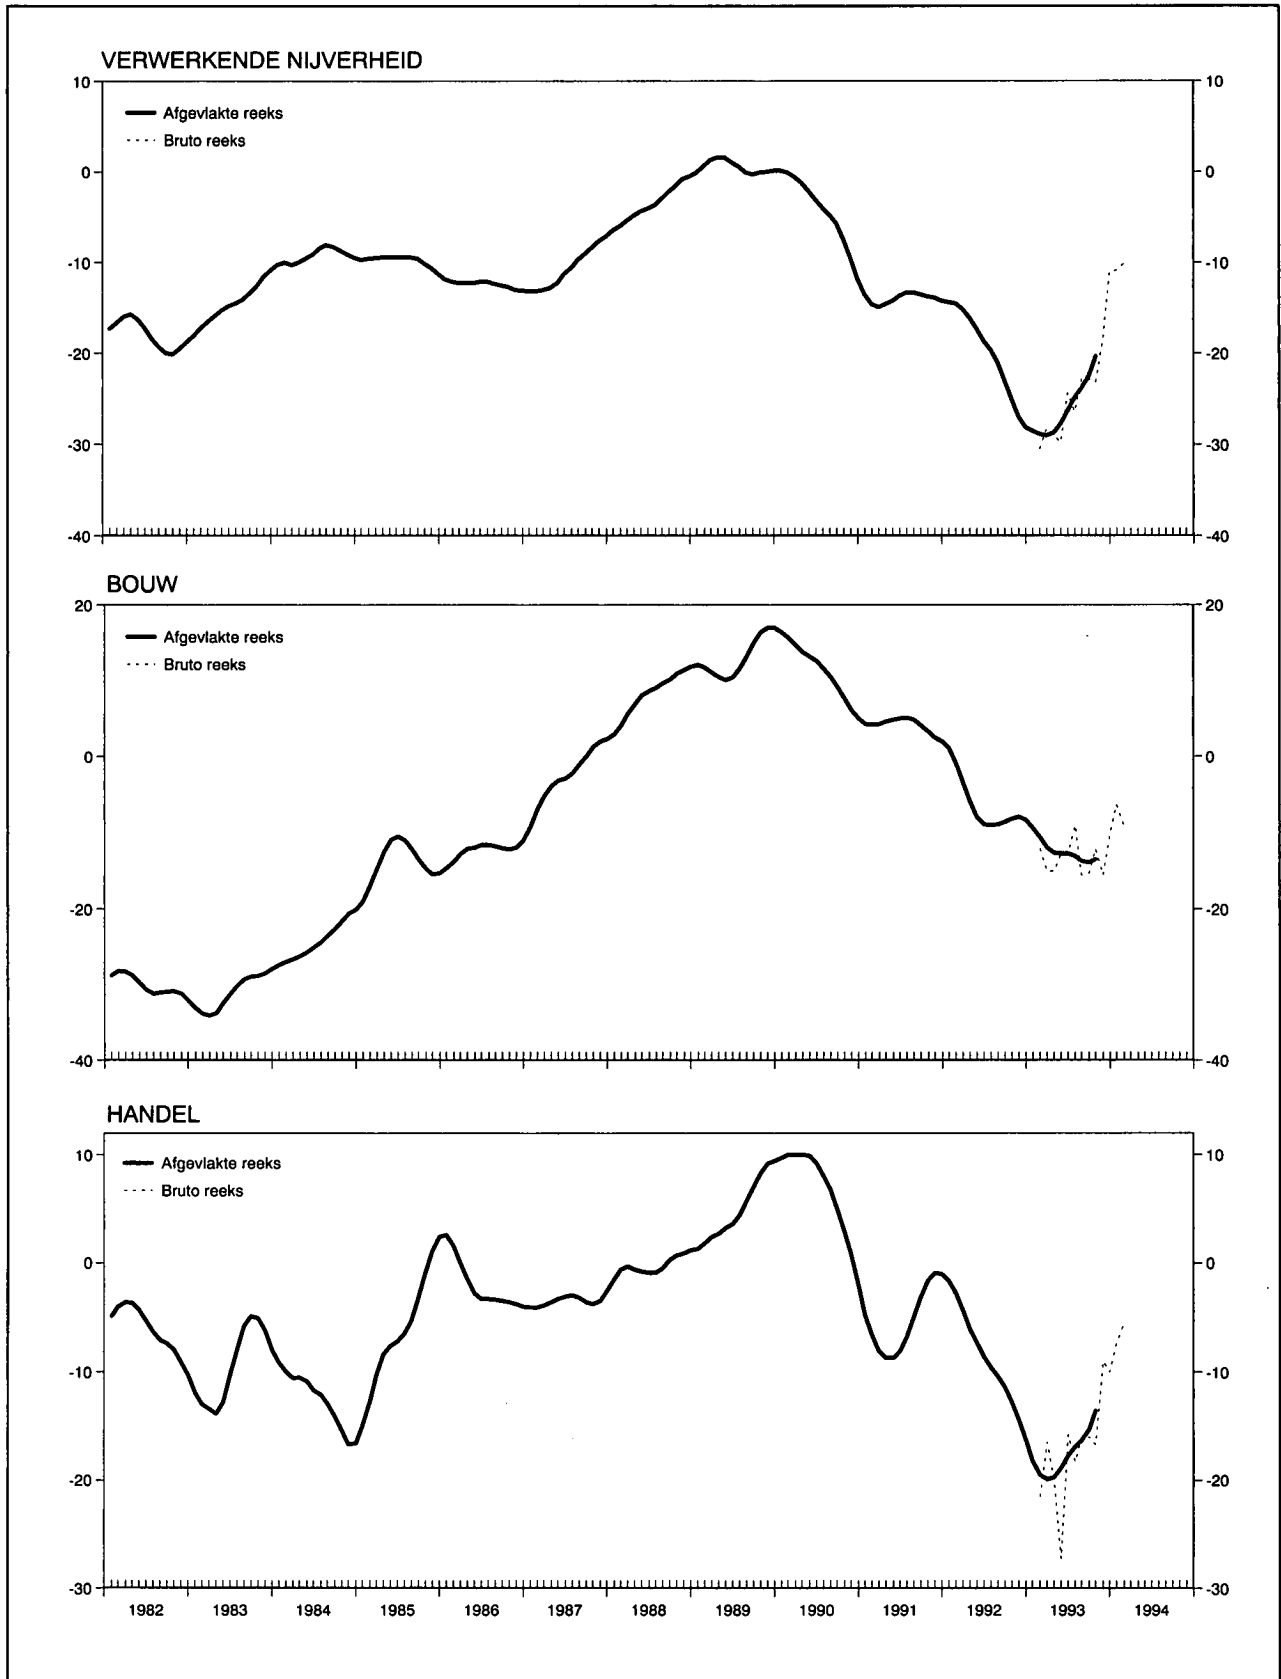 VERWERKENDE NIJVERHEID
10 10
Afgevlakte reeks
Bruto reeks
0 0
-10 -10
-20 -20
-30 -30
-40 -40
BOUW
20 20
Afgevlakte reeks
Bruto reeks
0 0
-20 -20
-40 -40
HANDEL
10 10
Afgevlakte reeks
Bruto reeks
0 0
-10 -10
-20 -20
-30 -30
1982 1983 1984 1985 1986 1987 1988 1989 1990 1991 1992 1993 1994